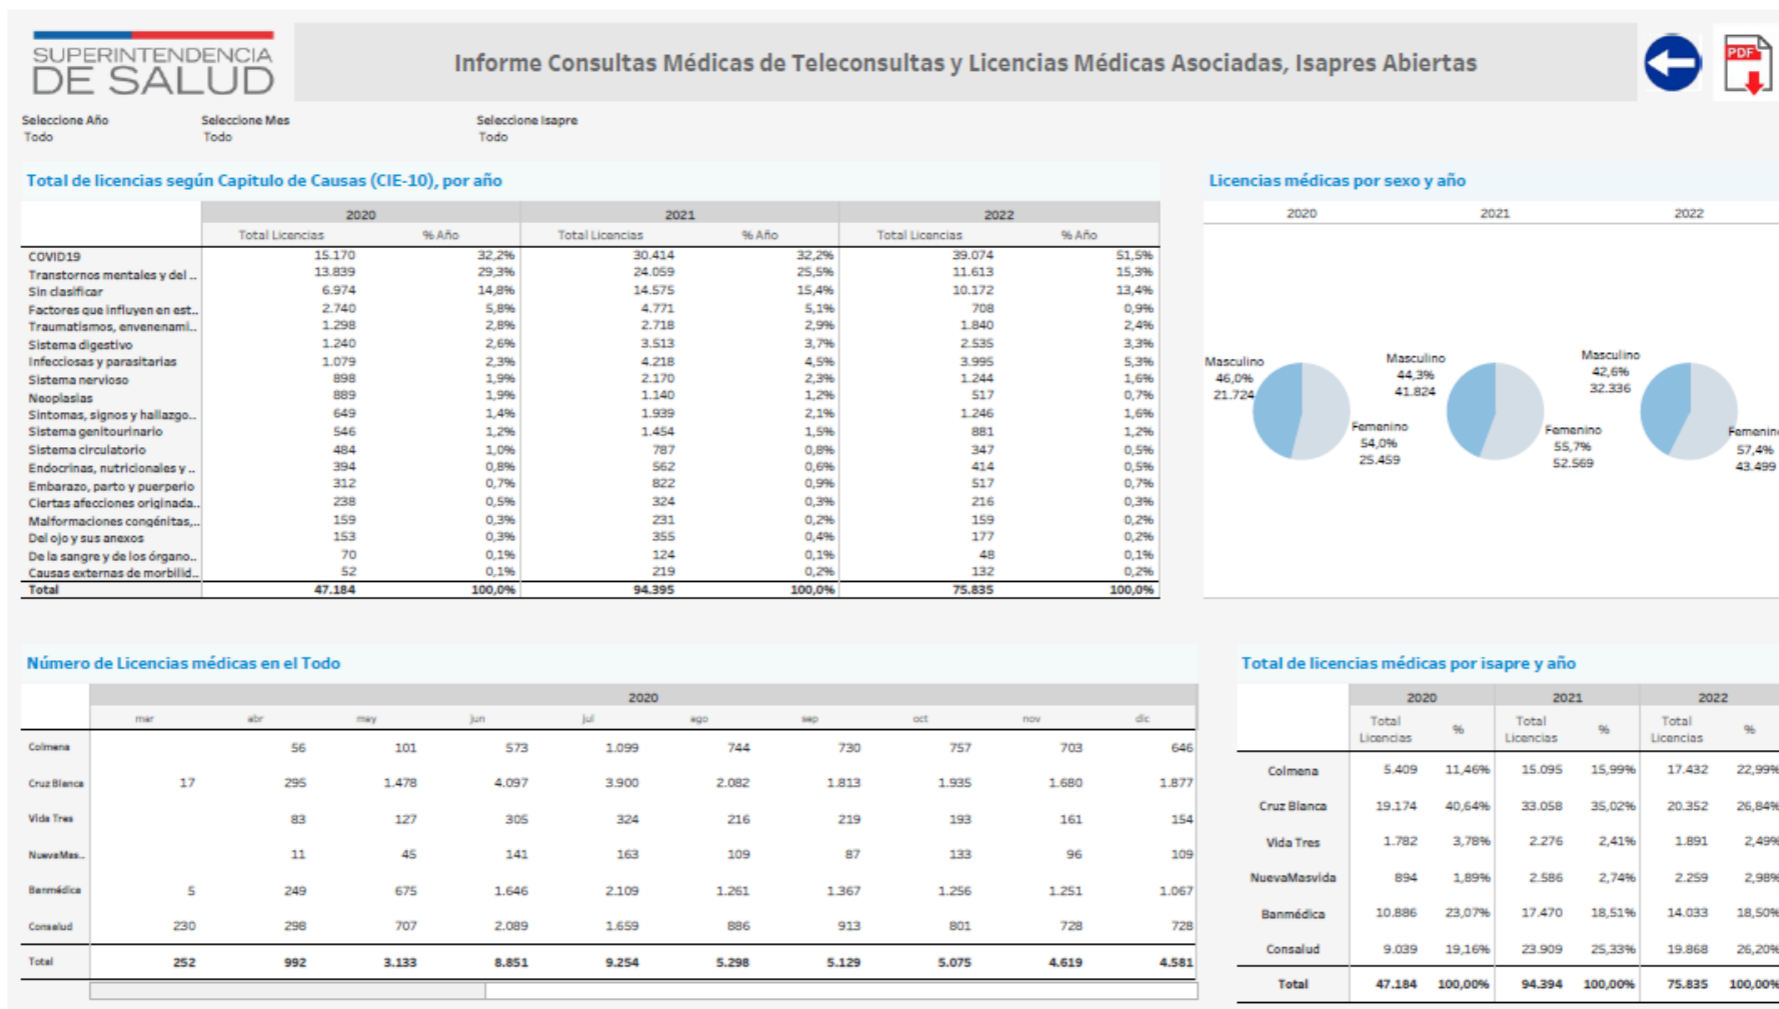 SUPERINTENDENCIA
DE SALUD
Informe Consultas Médicas de Teleconsultas y Licencias Médicas Asociadas, Isapres Abiertas
PDF
Seleccione Año Seleccione Mes Seleccione Isapre
Todo Todo Todo
Total de licencias según Capitulo de Causas (CIE-10), por año
2020 2021 2022
Total Licencias % Año Total Licencias % Año Total Licencias % Año
COVID19 15.170 32,2% 30.414 32,2% 39.074 51,5%
Transtornos mentales y del .. 13.839 29,3% 24.059 25,5% 11.613 15,3%
Sin clasificar 6.974 14,8% 14.575 15,4% 10.172 13,4%
Factores que influyen en est.. 2.740 5,8% 4.771 5,1% 708 0,9%
Traumatismos, envenenami.. 1.298 2,8% 2.718 2,9% 1.840 2,4%
Sistema digestivo 1.240 2,6% 3.513 3,7% 2.535 3,3%
Infecciosas y parasitarias 1.079 2,3% 4.218 4,5% 3.995 5,3%
Sistema nervioso 898 1,9% 2.170 2,3% 1.244 1,6%
Neoplasias 889 1,9% 1.140 1,2% 517 0,7%
Sintomas, signos y hallazgo.. 649 1,4% 1.939 2,1% 1.246 1,6%
Sistema genitourinario 546 1,2% 1.454 1,5% 881 1,2%
Sistema circulatorio 484 1,0% 787 0,8% 347 0,5%
Endocrinas, nutricionales y .. 394 0,8% 562 0,6% 414 0,5%
Embarazo, parto y puerperio 312 0,7% 822 0,9% 517 0,7%
Ciertas afecciones originada.. 238 0,5% 324 0,3% 216 0,3%
Malformaciones congénitas,.. 159 0,3% 231 0,2% 159 0,2%
Del ojo y sus anexos 153 0,3% 355 0,4% 177 0,2%
De la sangre y de los órgano.. 70 0,1% 124 0,1% 48 0,1%
Causas externas de morbilid.. 52 0,1% 219 0,2% 132 0,2%
Total 47.184 100,0% 94.395 100,0% 75.835 100,0%
Licencias médicas por sexo y año
2020 2021 2022
Masculino
46,0%
21.724
Femenino
54,0%
25.459
Masculino
44,3%
41.824
Femenino
55,7%
52.569
Masculino
42,6%
32.336
Femenino
57,4%
43.499
Número de Licencias médicas en el Todo
2020
mar abr may jun jul ago sep oct nov dic
Colmena 56 101 573 1.099 744 730 757 703 646
Cruz Blanca 17 295 1.478 4.097 3.900 2.082 1.813 1.935 1.680 1.877
Vida Tres 83 127 305 324 216 219 193 161 154
NuevaMas.. 11 45 141 163 109 87 133 96 109
Banmédica 5 249 675 1.646 2.109 1.261 1.367 1.256 1.251 1.067
Consalud 230 298 707 2.089 1.659 886 913 801 728 728
Total 252 992 3.133 8.851 9.254 5.298 5.129 5.075 4.619 4.581
Total de licencias médicas por isapre y año
2020 2021 2022
Total Licencias % Total Licencias % Total Licencias %
Colmena 5.409 11,46% 15.095 15,99% 17.432 22,99%
Cruz Blanca 19.174 40,64% 33.058 35,02% 20.352 26,84%
Vida Tres 1.782 3,78% 2.276 2,41% 1.891 2,49%
NuevaMasvida 894 1,89% 2.586 2,74% 2.259 2,98%
Banmédica 10.886 23,07% 17.470 18,51% 14.033 18,50%
Consalud 9.039 19,16% 23.909 25,33% 19.868 26,20%
Total 47.184 100,00% 94.394 100,00% 75.835 100,00%